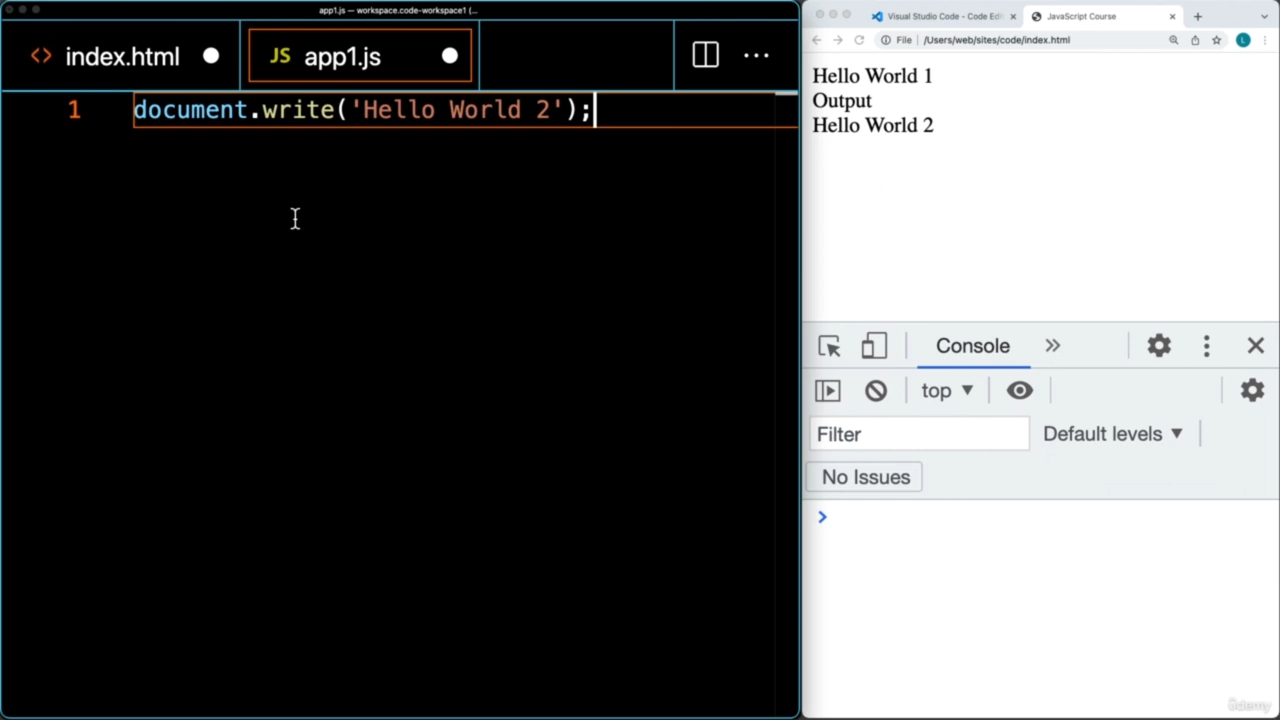 app1.js — workspace.code-workspace1 (...
index.html
JS app1.js
1 document.write('Hello World 2');
Visual Studio Code - Code Edi
JavaScript Course
File /Users/web/sites/code/index.html
L
Hello World 1
Output
Hello World 2
Console
top
Filter
Default levels
No Issues
ûdemy